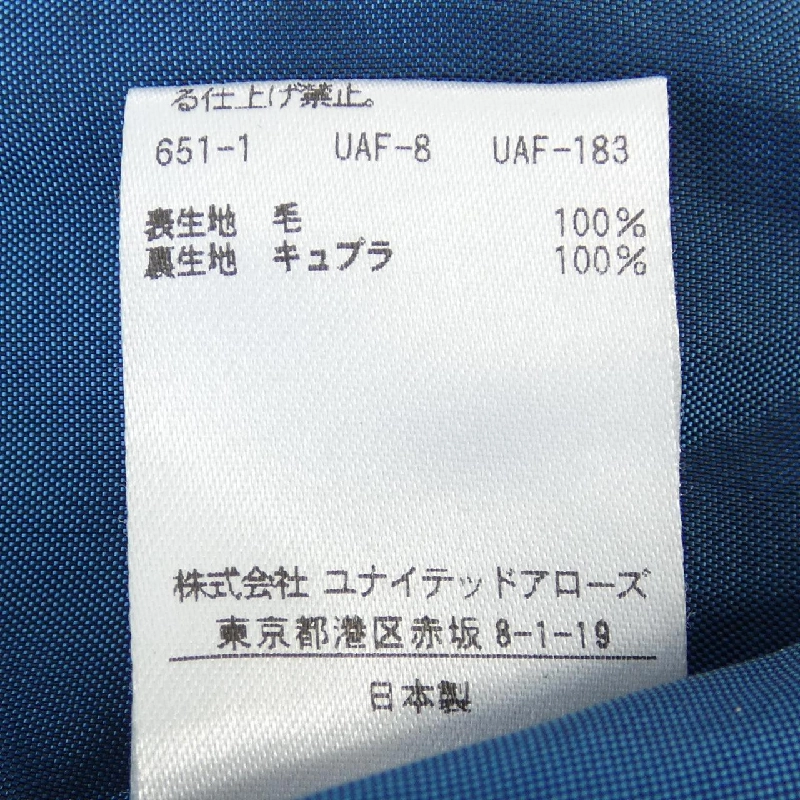 る仕上げ禁止。
651-1 UAF-8 UAF-183
表生地 毛 100%
裏生地 キュプラ 100%
株式会社 ユナイテッドアローズ
東京都港区赤坂 8-1-19
日本製